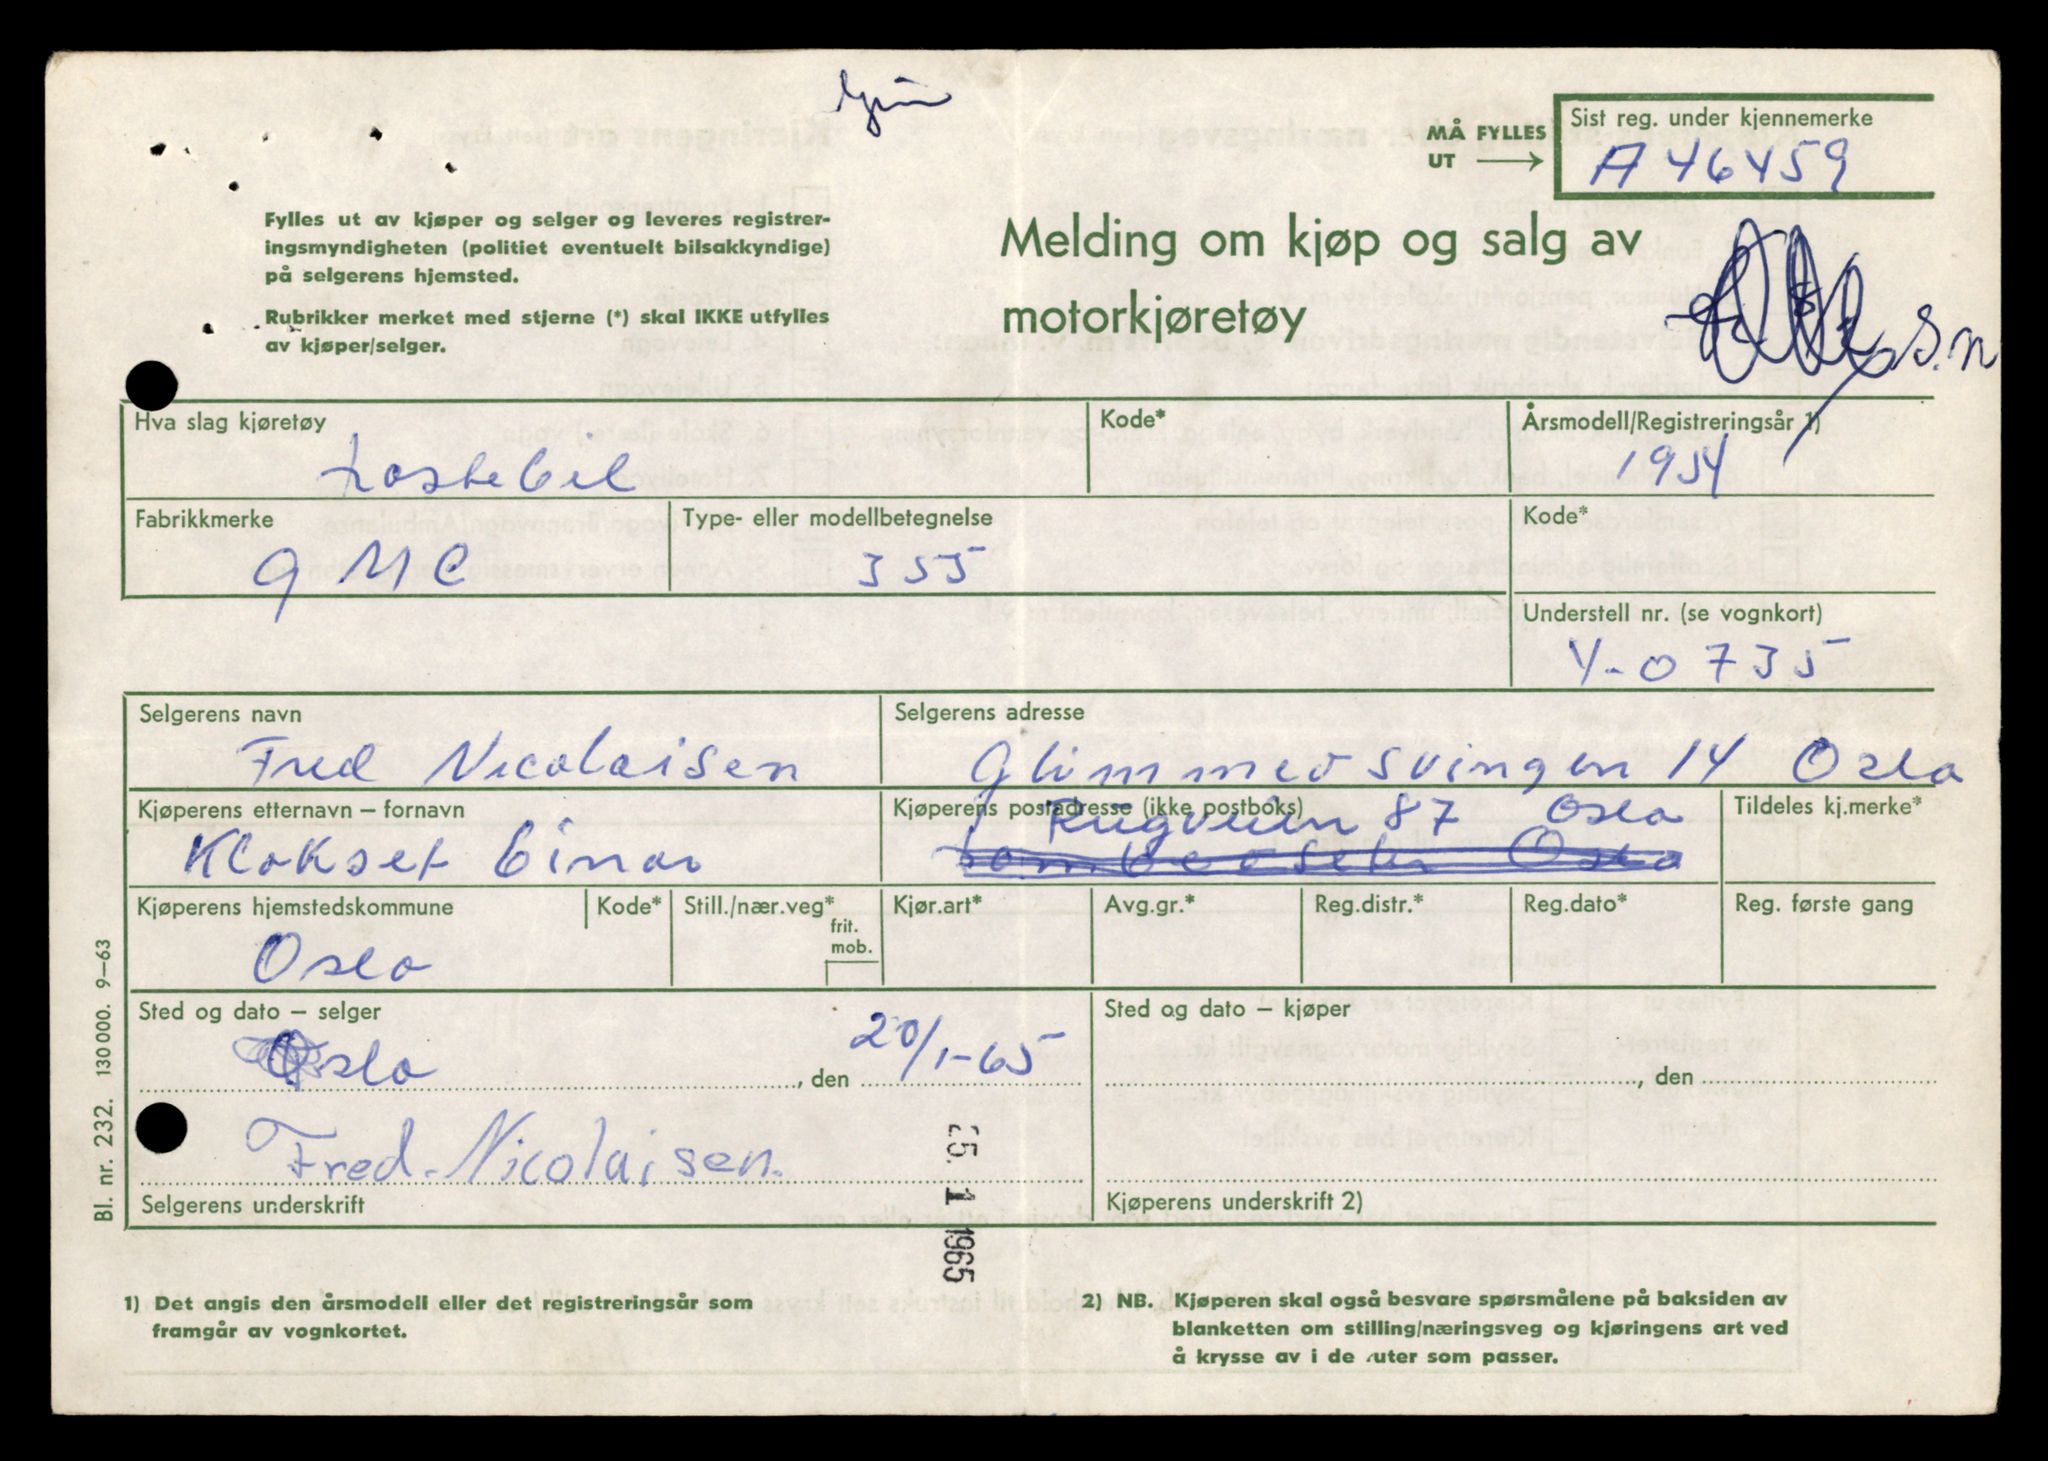 MÅ FYLLES
UT
Sist reg. under kjennemerke
A 46459
Fylles ut av kjøper og selger og leveres registrer-
ingsmyndigheten (politiet eventuelt bilsakkyndige)
på selgerens hjemsted.
Rubrikker merket med stjerne (*) skal IKKE utfylles
av kjøper/selger.
Melding om kjøp og salg av
motorkjøretøy
s.n
Hva slag kjøretøy
Lastebil
Kode*
Årsmodell/Registreringsår 1)
1954
Fabrikkmerke
GMC
Type- eller modellbetegnelse
355
Kode*
Understell nr. (se vognkort)
Y-0735
Selgerens navn
Fred Nicolaisen
Selgerens adresse
Glimmersvingen 14 Oslo
Kjøperens etternavn – fornavn
Klokset Einar
Kjøperens postadresse (ikke postboks)
Rugveien 87 Oslo
Lambertseter Oslo
Tildeles kj.merke*
Kjøperens hjemstedskommune
Oslo
Kode*
Still./nær.veg*
frit.
mob.
Kjør.art*
Avg.gr.*
Reg.distr.*
Reg.dato*
Reg. første gang
Sted og dato – selger
Oslo , den 20/1-65
Sted og dato – kjøper
, den
Fred. Nicolaisen.
Selgerens underskrift
Kjøperens underskrift 2)
25. 1 1965
Bl. nr. 232. 130 000. 9–63
1) Det angis den årsmodell eller det registreringsår som
framgår av vognkortet.
2) NB. Kjøperen skal også besvare spørsmålene på baksiden av
blanketten om stilling/næringsveg og kjøringens art ved
å krysse av i de ruter som passer.